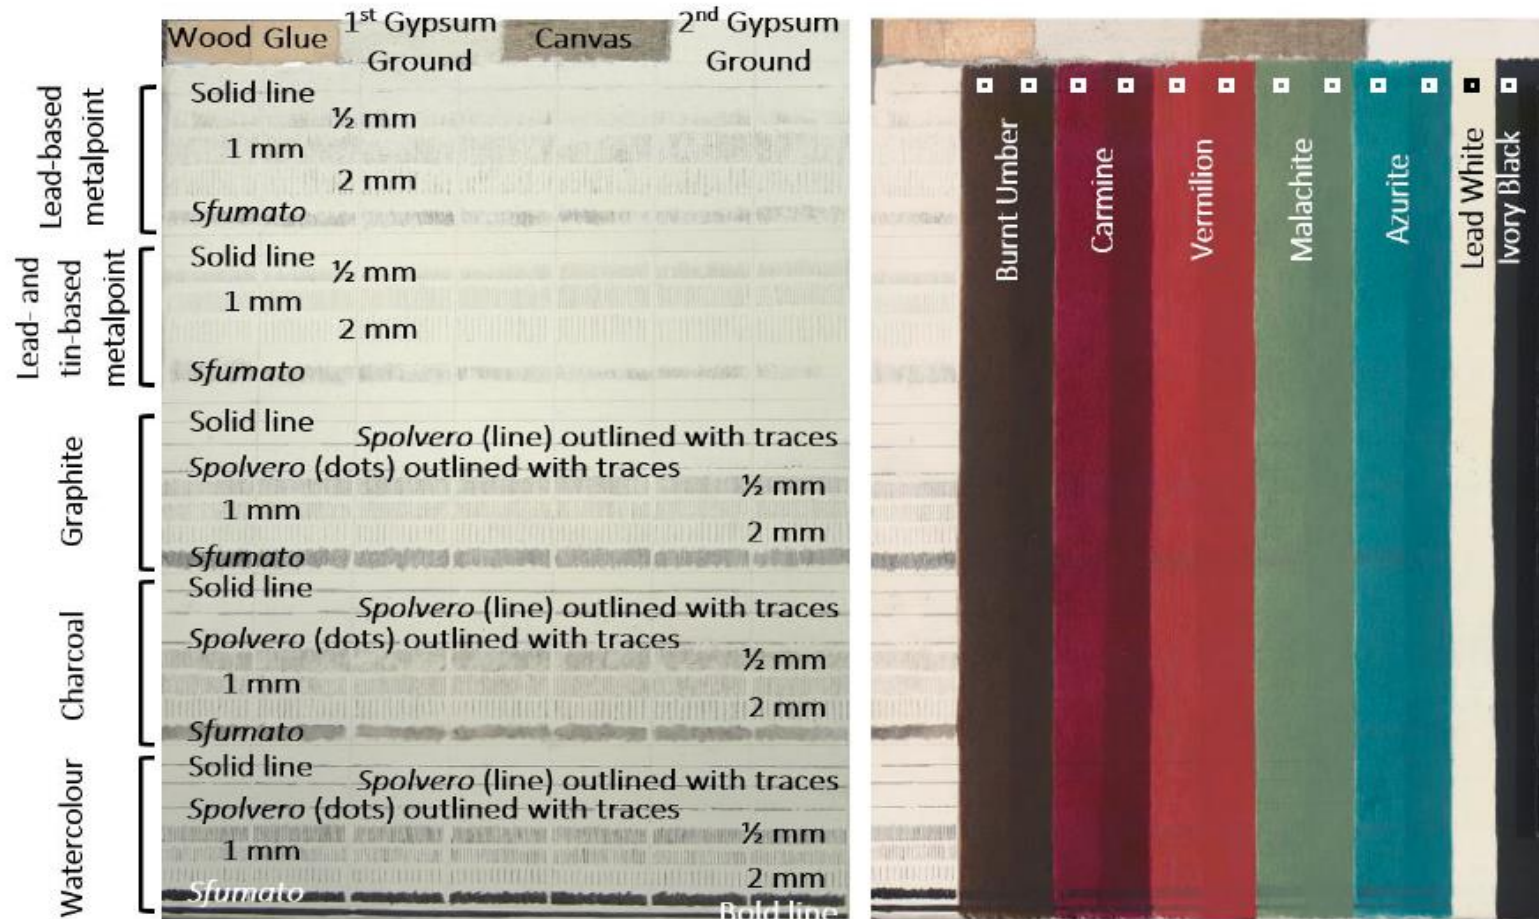 Wood Glue
1st Gypsum
Ground
Canvas
2nd Gypsum
Ground
Lead-based
metalpoint
Solid line
½ mm
1 mm
2 mm
Sfumato
Lead- and
tin-based
metalpoint
Solid line
½ mm
1 mm
2 mm
Sfumato
Graphite
Solid line
Spolvero (line) outlined with traces
Spolvero (dots) outlined with traces
½ mm
1 mm
2 mm
Sfumato
Charcoal
Solid line
Spolvero (line) outlined with traces
Spolvero (dots) outlined with traces
½ mm
1 mm
2 mm
Sfumato
Watercolour
Solid line
Spolvero (line) outlined with traces
Spolvero (dots) outlined with traces
½ mm
1 mm
2 mm
Sfumato
Bold line
Burnt Umber
Carmine
Vermilion
Malachite
Azurite
Lead White
Ivory Black